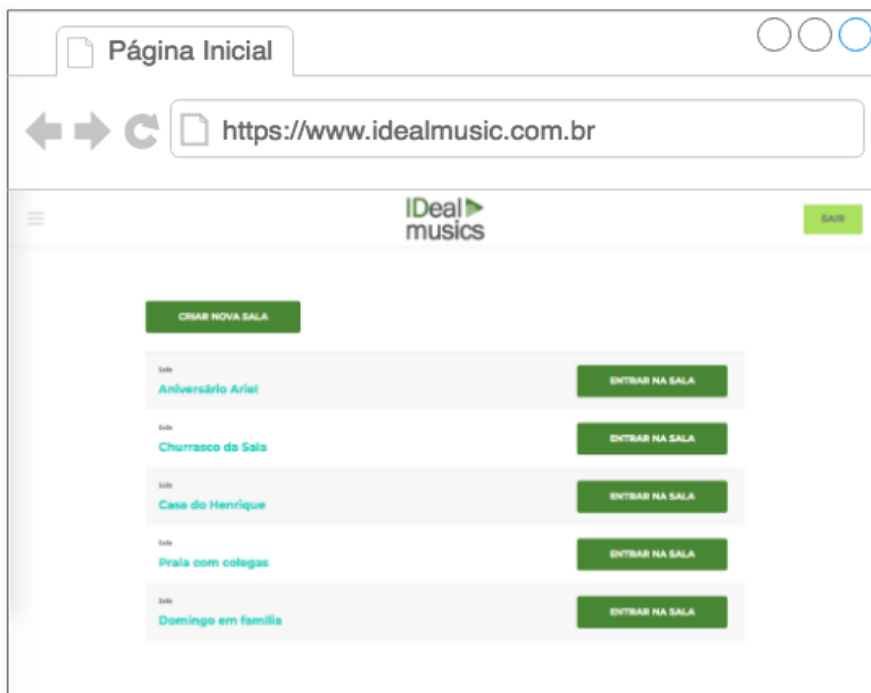 Página Inicial
https://www.idealmusic.com.br
IDeal
musics
SAIR
CRIAR NOVA SALA
Sala
Aniversário Ariel
ENTRAR NA SALA
Sala
Churrasco da Sala
ENTRAR NA SALA
Sala
Casa do Henrique
ENTRAR NA SALA
Sala
Praia com colegas
ENTRAR NA SALA
Sala
Domingo em família
ENTRAR NA SALA